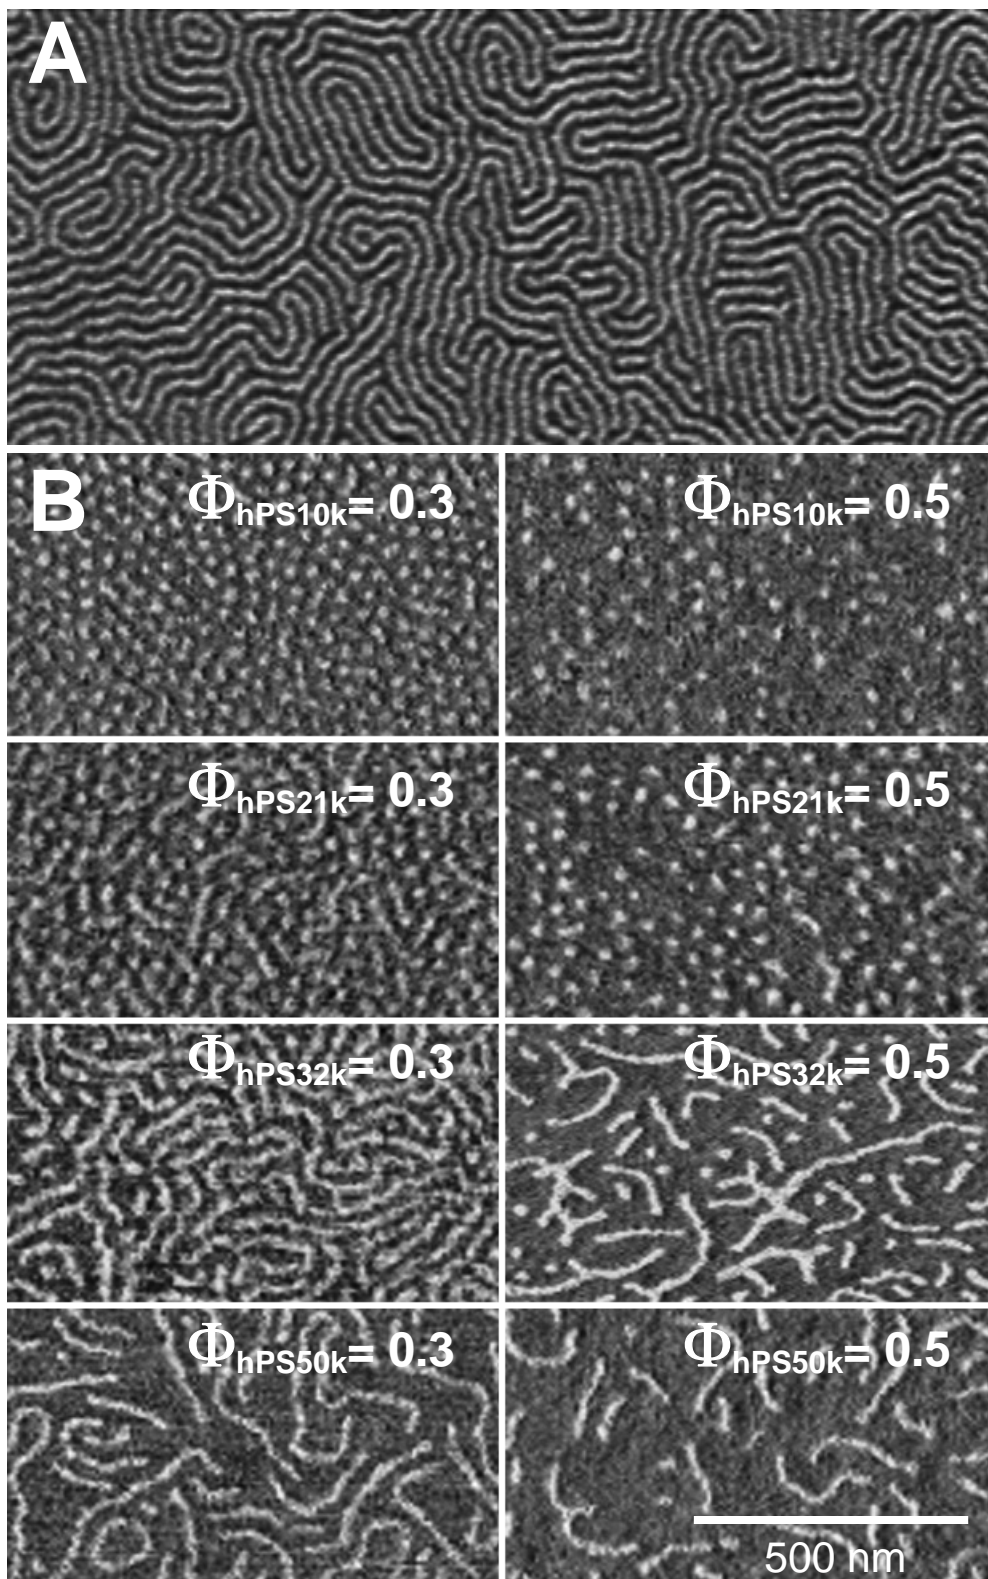 A
B
ΦhPS10k= 0.3
ΦhPS10k= 0.5
ΦhPS21k= 0.3
ΦhPS21k= 0.5
ΦhPS32k= 0.3
ΦhPS32k= 0.5
ΦhPS50k= 0.3
ΦhPS50k= 0.5
500 nm